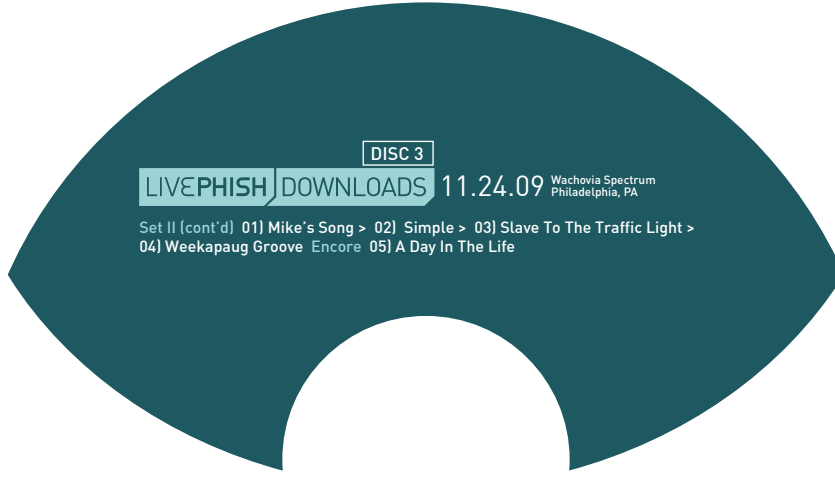 DISC 3
LIVEPHISH DOWNLOADS 11.24.09 Wachovia Spectrum
Philadelphia, PA
Set II (cont'd) 01) Mike's Song > 02) Simple > 03) Slave To The Traffic Light >
04) Weekapaug Groove Encore 05) A Day In The Life